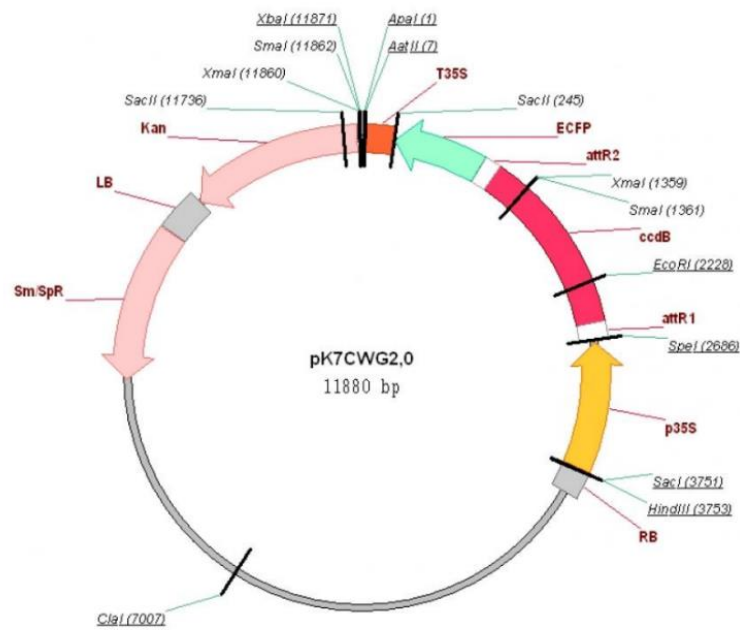 XbaI (11871)
ApaI (1)
SmaI (11862)
AatII (7)
XmaI (11860)
T35S
SacII (11736)
SacII (245)
Kan
ECFP
attR2
LB
XmaI (1359)
SmaI (1361)
ccdB
EcoRI (2228)
Sm/SpR
attR1
SpeI (2686)
pK7CWG2,0
11880 bp
p35S
SacI (3751)
HindIII (3753)
RB
ClaI (7007)